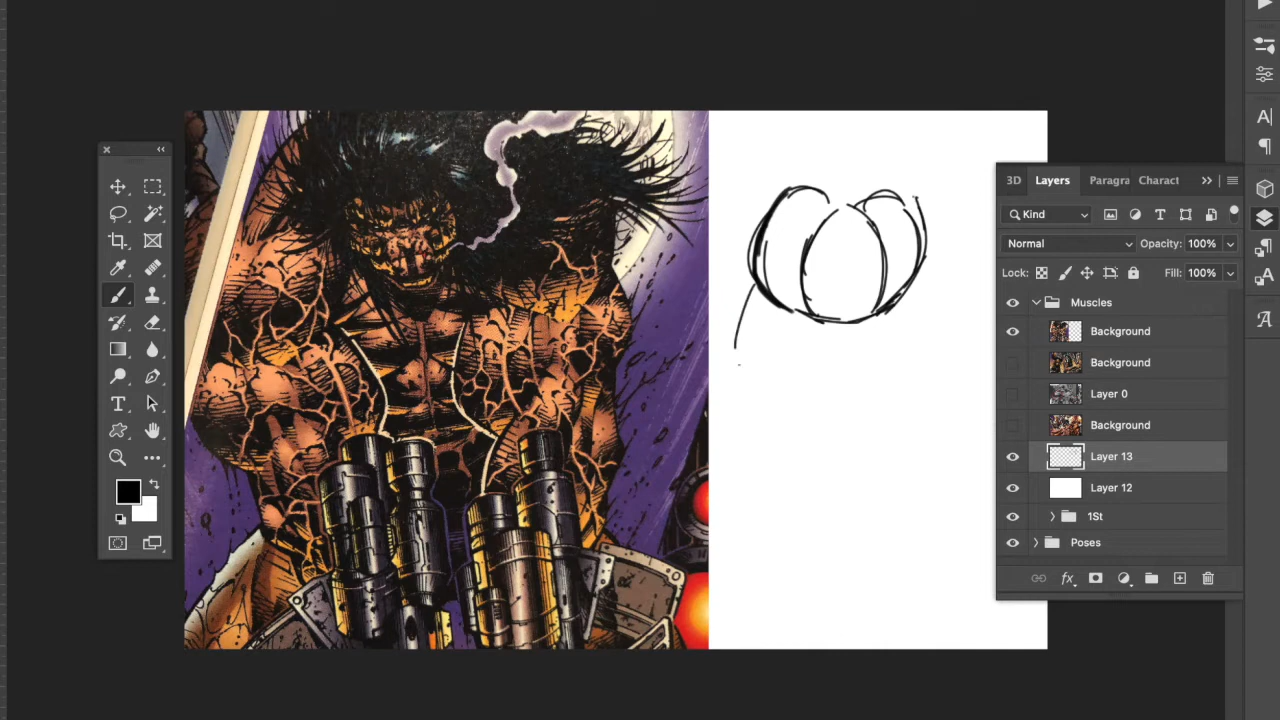 3D Layers Paragra Charact
Kind
Normal Opacity: 100%
Lock: Fill: 100%
Muscles
Background
Background
Layer 0
Background
Layer 13
Layer 12
1St
Poses